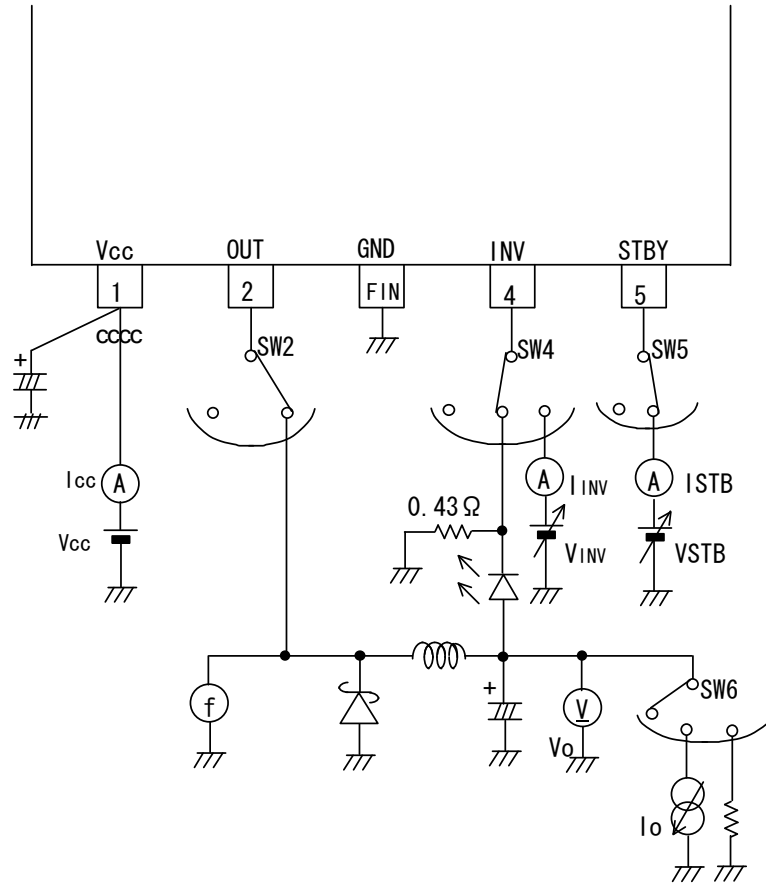 Vcc OUT GND INV STBY
1 2 FIN 4 5
CCCC
+ SW2 SW4 SW5
Icc A A IINV A ISTB
0.43Ω
Vcc VINV VSTB
+ SW6
f V
Vo
Io